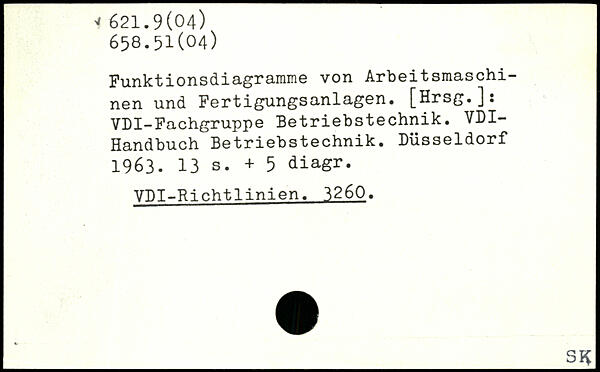 621.9(04)
658.51(04)
Funktionsdiagramme von Arbeitsmaschi-
nen und Fertigungsanlagen. [Hrsg.]:
VDI-Fachgruppe Betriebstechnik. VDI-
Handbuch Betriebstechnik. Düsseldorf
1963. 13 s. + 5 diagr.
VDI-Richtlinien. 3260.
SK